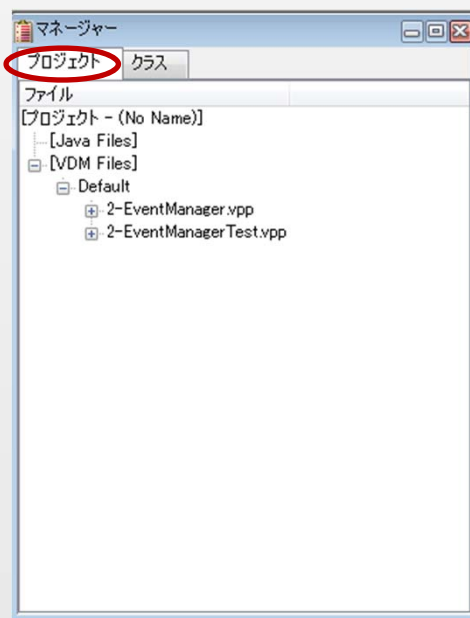 マネージャー
プロジェクト クラス
ファイル
[プロジェクト - (No Name)]
[Java Files]
[VDM Files]
Default
2-EventManager.vpp
2-EventManagerTest.vpp